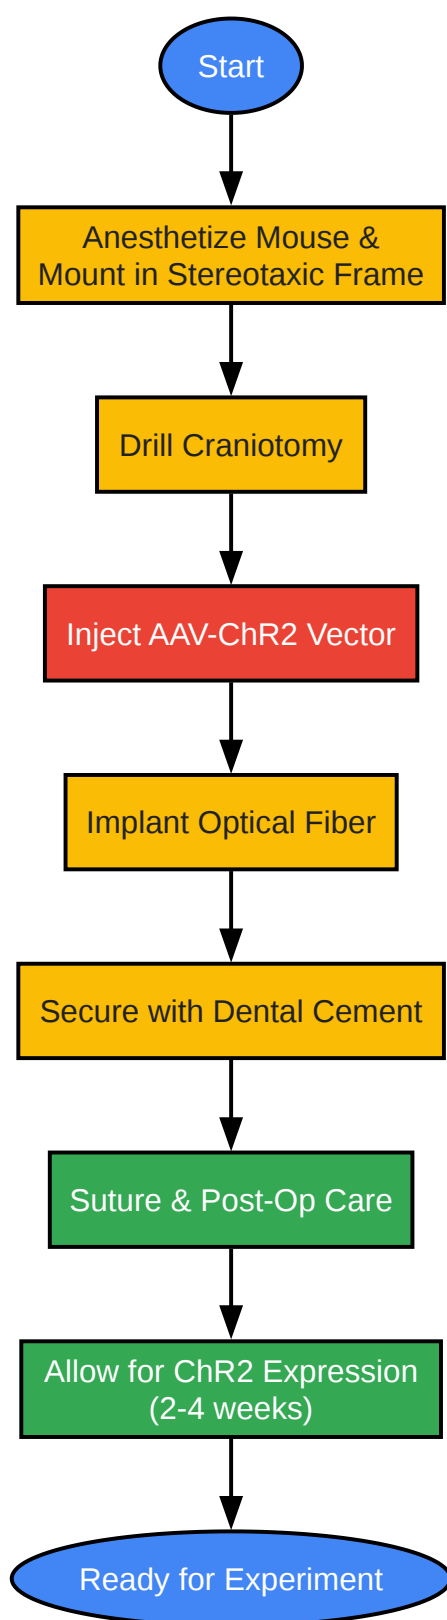 Start
Anesthetize Mouse &
Mount in Stereotaxic Frame
Drill Craniotomy
Inject AAV-ChR2 Vector
Implant Optical Fiber
Secure with Dental Cement
Suture & Post-Op Care
Allow for ChR2 Expression
(2-4 weeks)
Ready for Experiment